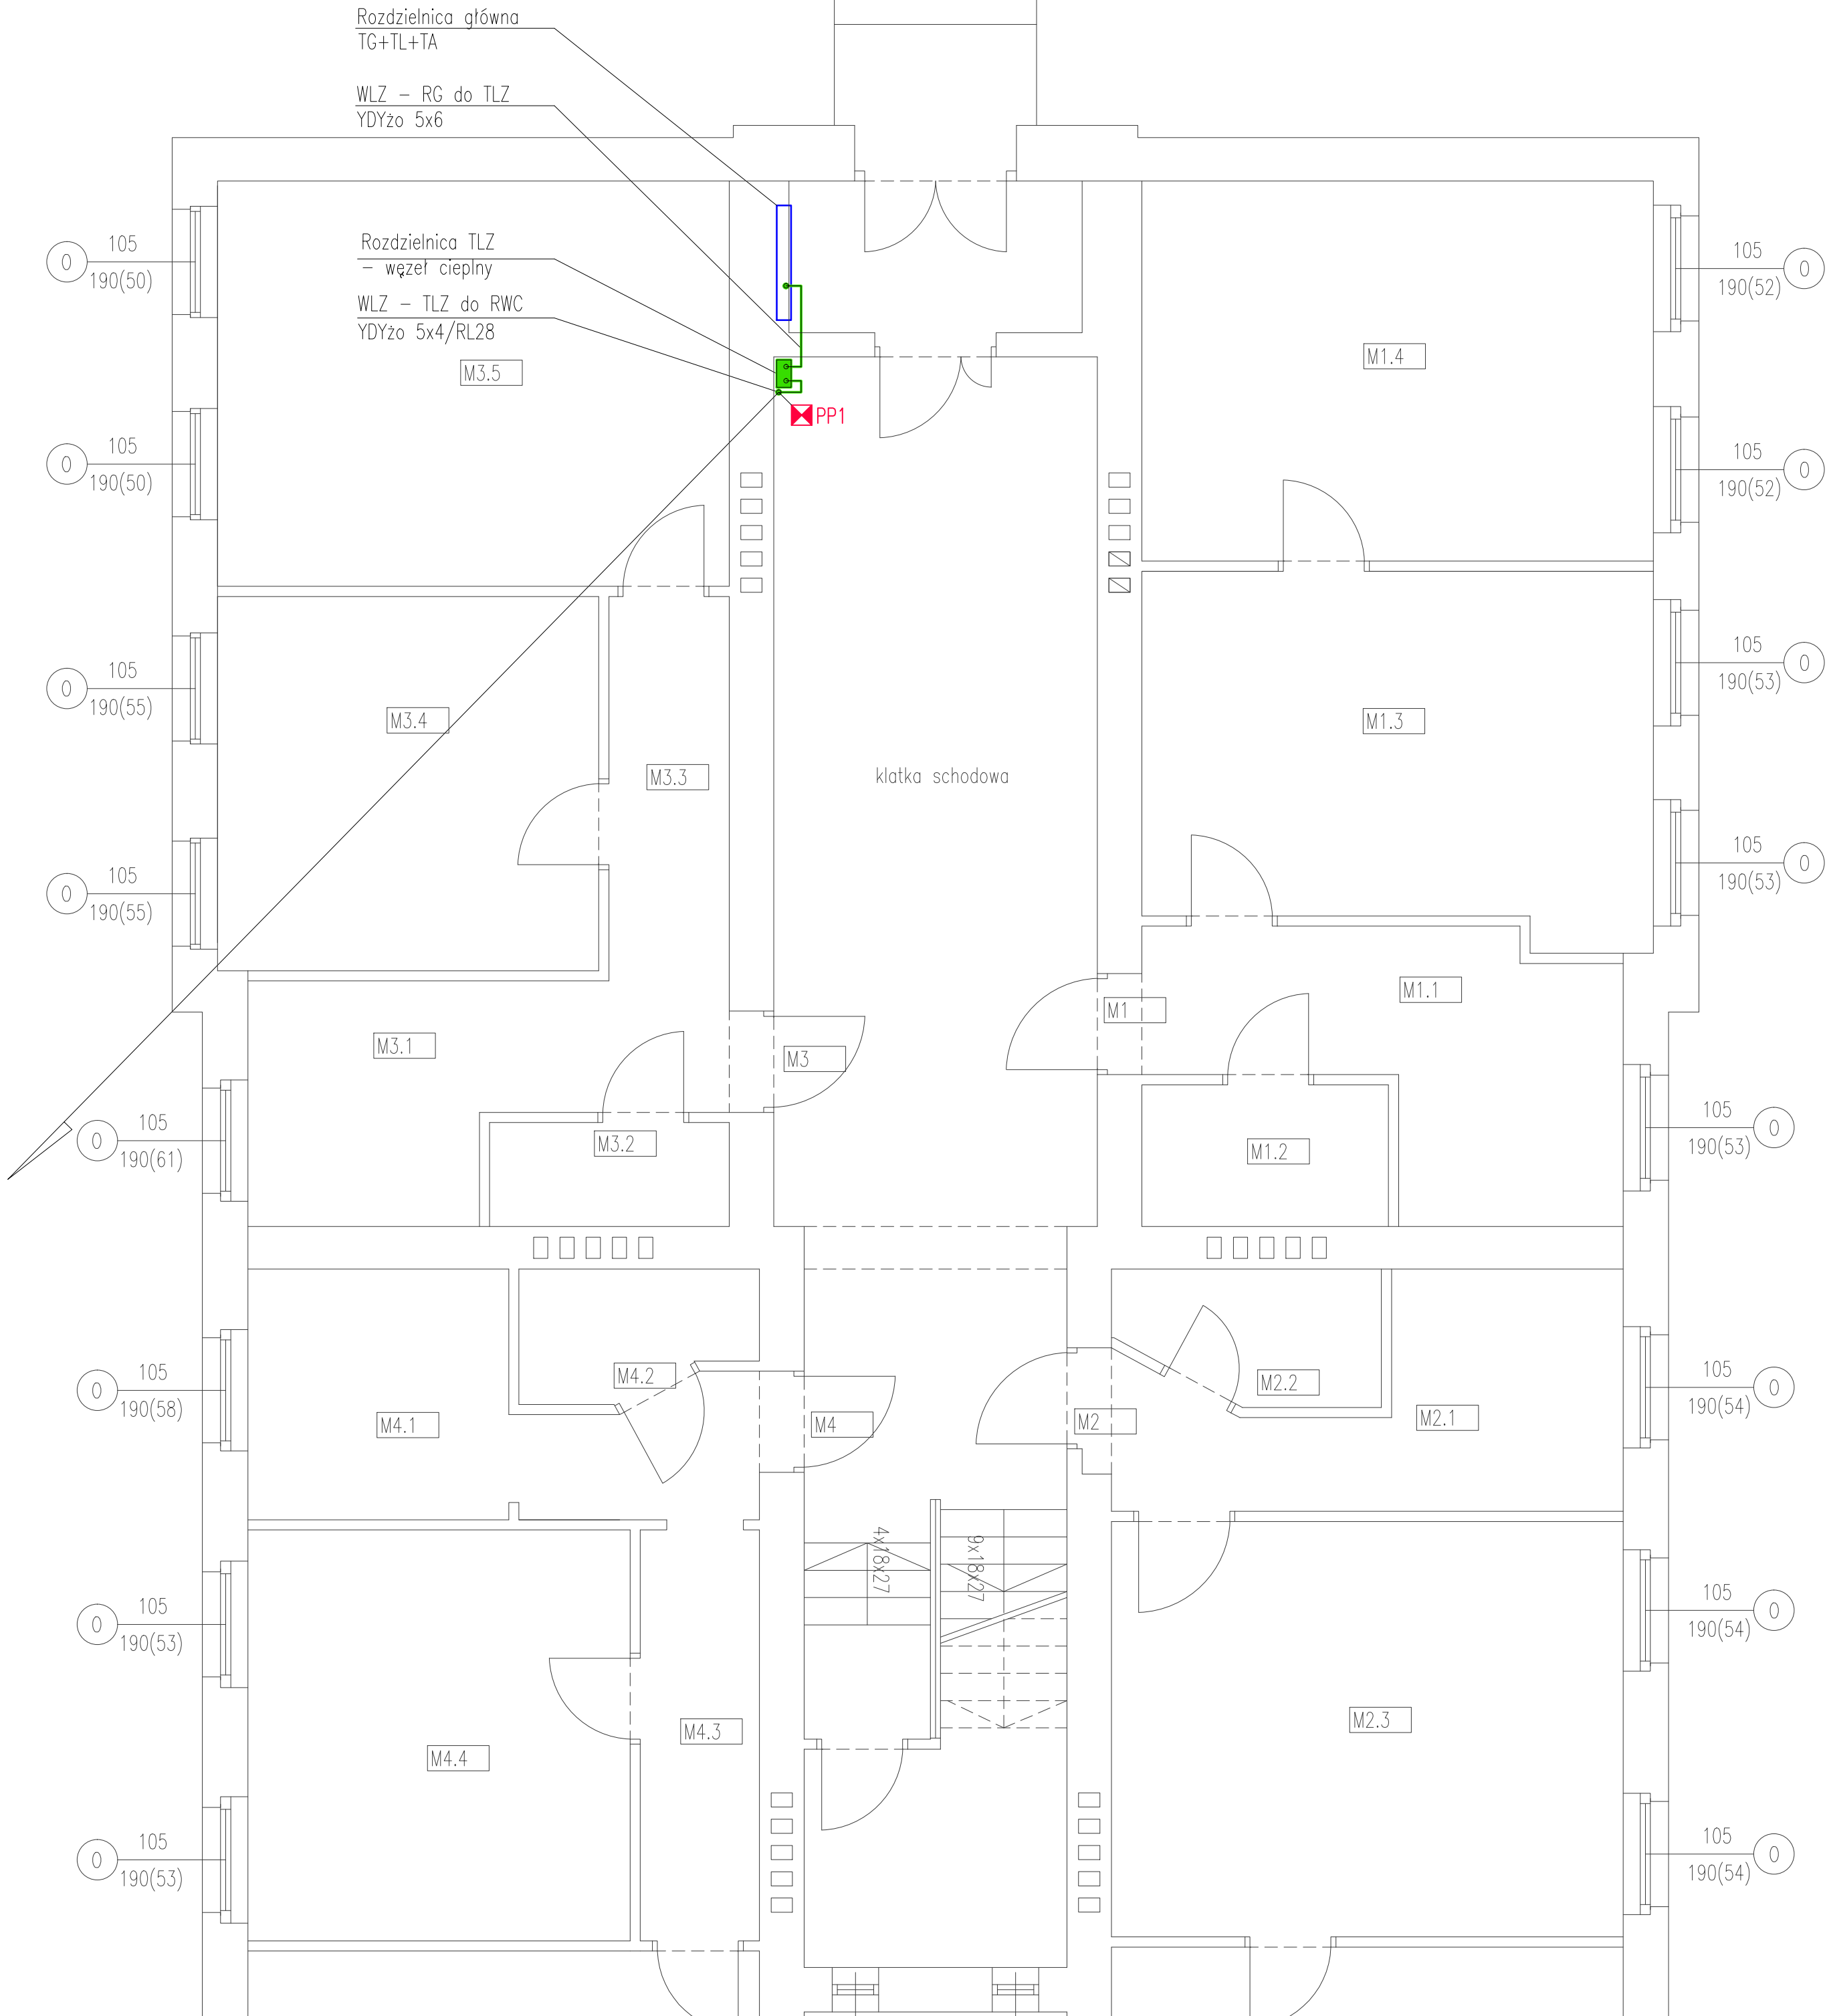 Rozdzielnica główna
TG+TL+TA
WLZ – RG do TLZ
YDYżo 5x6
Rozdzielnica TLZ
– węzeł cieplny
WLZ – TLZ do RWC
YDYżo 5x4/RL28
PP1
O
105
190(50)
O
105
190(50)
O
105
190(55)
O
105
190(55)
O
105
190(61)
O
105
190(58)
O
105
190(53)
O
105
190(53)
M3.5
M3.4
M3.3
M3.1
M3
M3.2
M4.2
M4.1
M4
M4.3
M4.4
klatka schodowa
4x18x27
9x18x27
M1.4
M1.3
M1.1
M1
M1.2
M2.2
M2
M2.1
M2.3
105
190(52)
O
105
190(52)
O
105
190(53)
O
105
190(53)
O
105
190(53)
O
105
190(54)
O
105
190(54)
O
105
190(54)
O